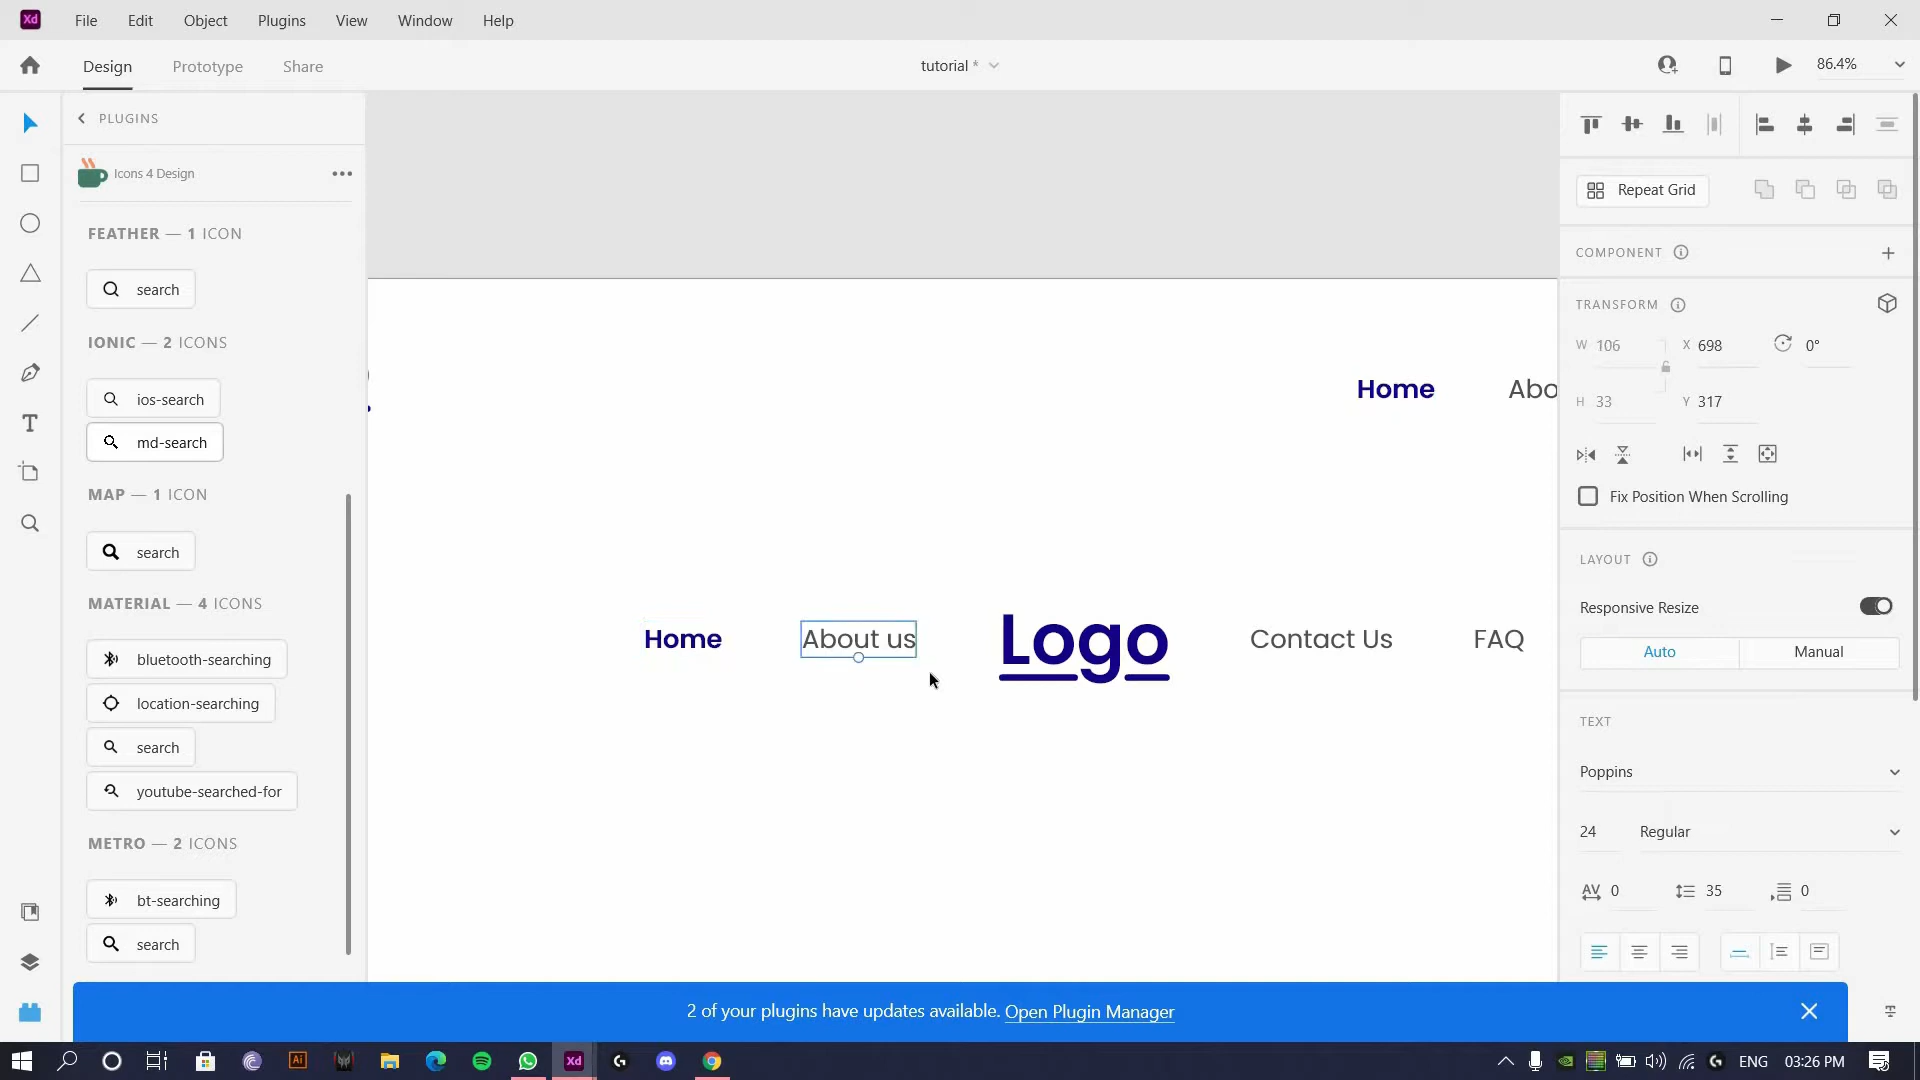 Xd File Edit Object Plugins View Window Help
Design Prototype Share
tutorial *
86.4%
PLUGINS
Icons 4 Design
FEATHER — 1 ICON
search
IONIC — 2 ICONS
ios-search
md-search
MAP — 1 ICON
search
MATERIAL — 4 ICONS
bluetooth-searching
location-searching
search
youtube-searched-for
METRO — 2 ICONS
bt-searching
search
Home Abo
Home About us Logo Contact Us FAQ
Repeat Grid
COMPONENT
TRANSFORM
W 106 X 698 0°
H 33 Y 317
Fix Position When Scrolling
LAYOUT
Responsive Resize
Auto Manual
TEXT
Poppins
24 Regular
AV 0 35 0
2 of your plugins have updates available. Open Plugin Manager
Ai Xd ENG 03:26 PM